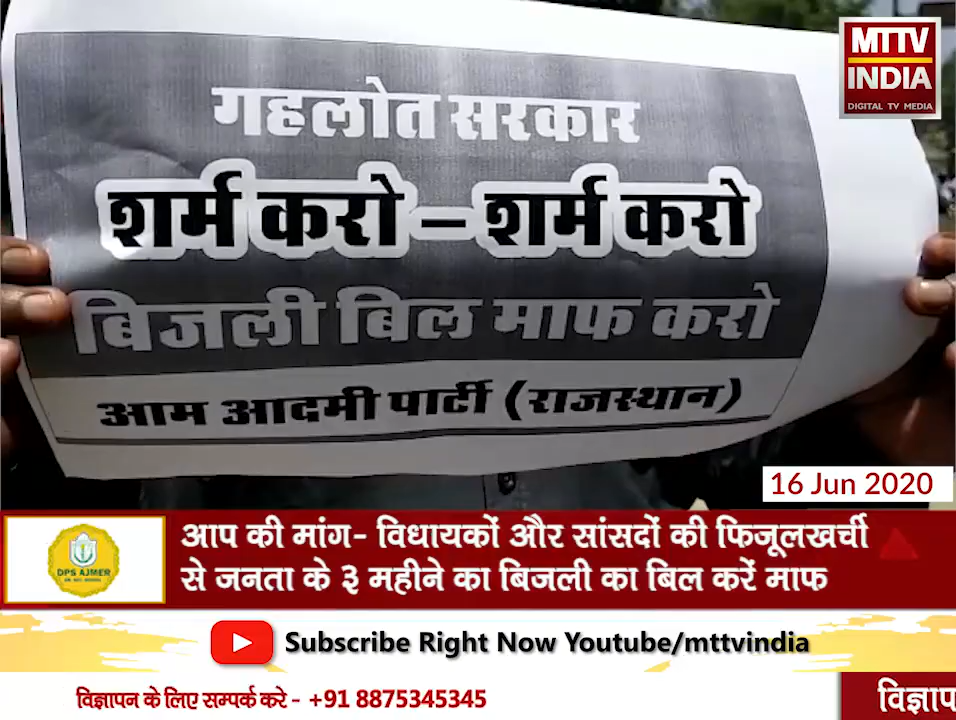 MTTV
INDIA
DIGITAL TV MEDIA
गहलोत सरकार
शर्म करो – शर्म करो
बिजली बिल माफ करो
आम आदमी पार्टी (राजस्थान)
16 Jun 2020
DPS AJMER
आप की मांग- विधायकों और सांसदों की फिजूलखर्ची
से जनता के ३ महीने का बिजली का बिल करें माफ
Subscribe Right Now Youtube/mttvindia
विज्ञापन के लिए सम्पर्क करे - +91 8875345345